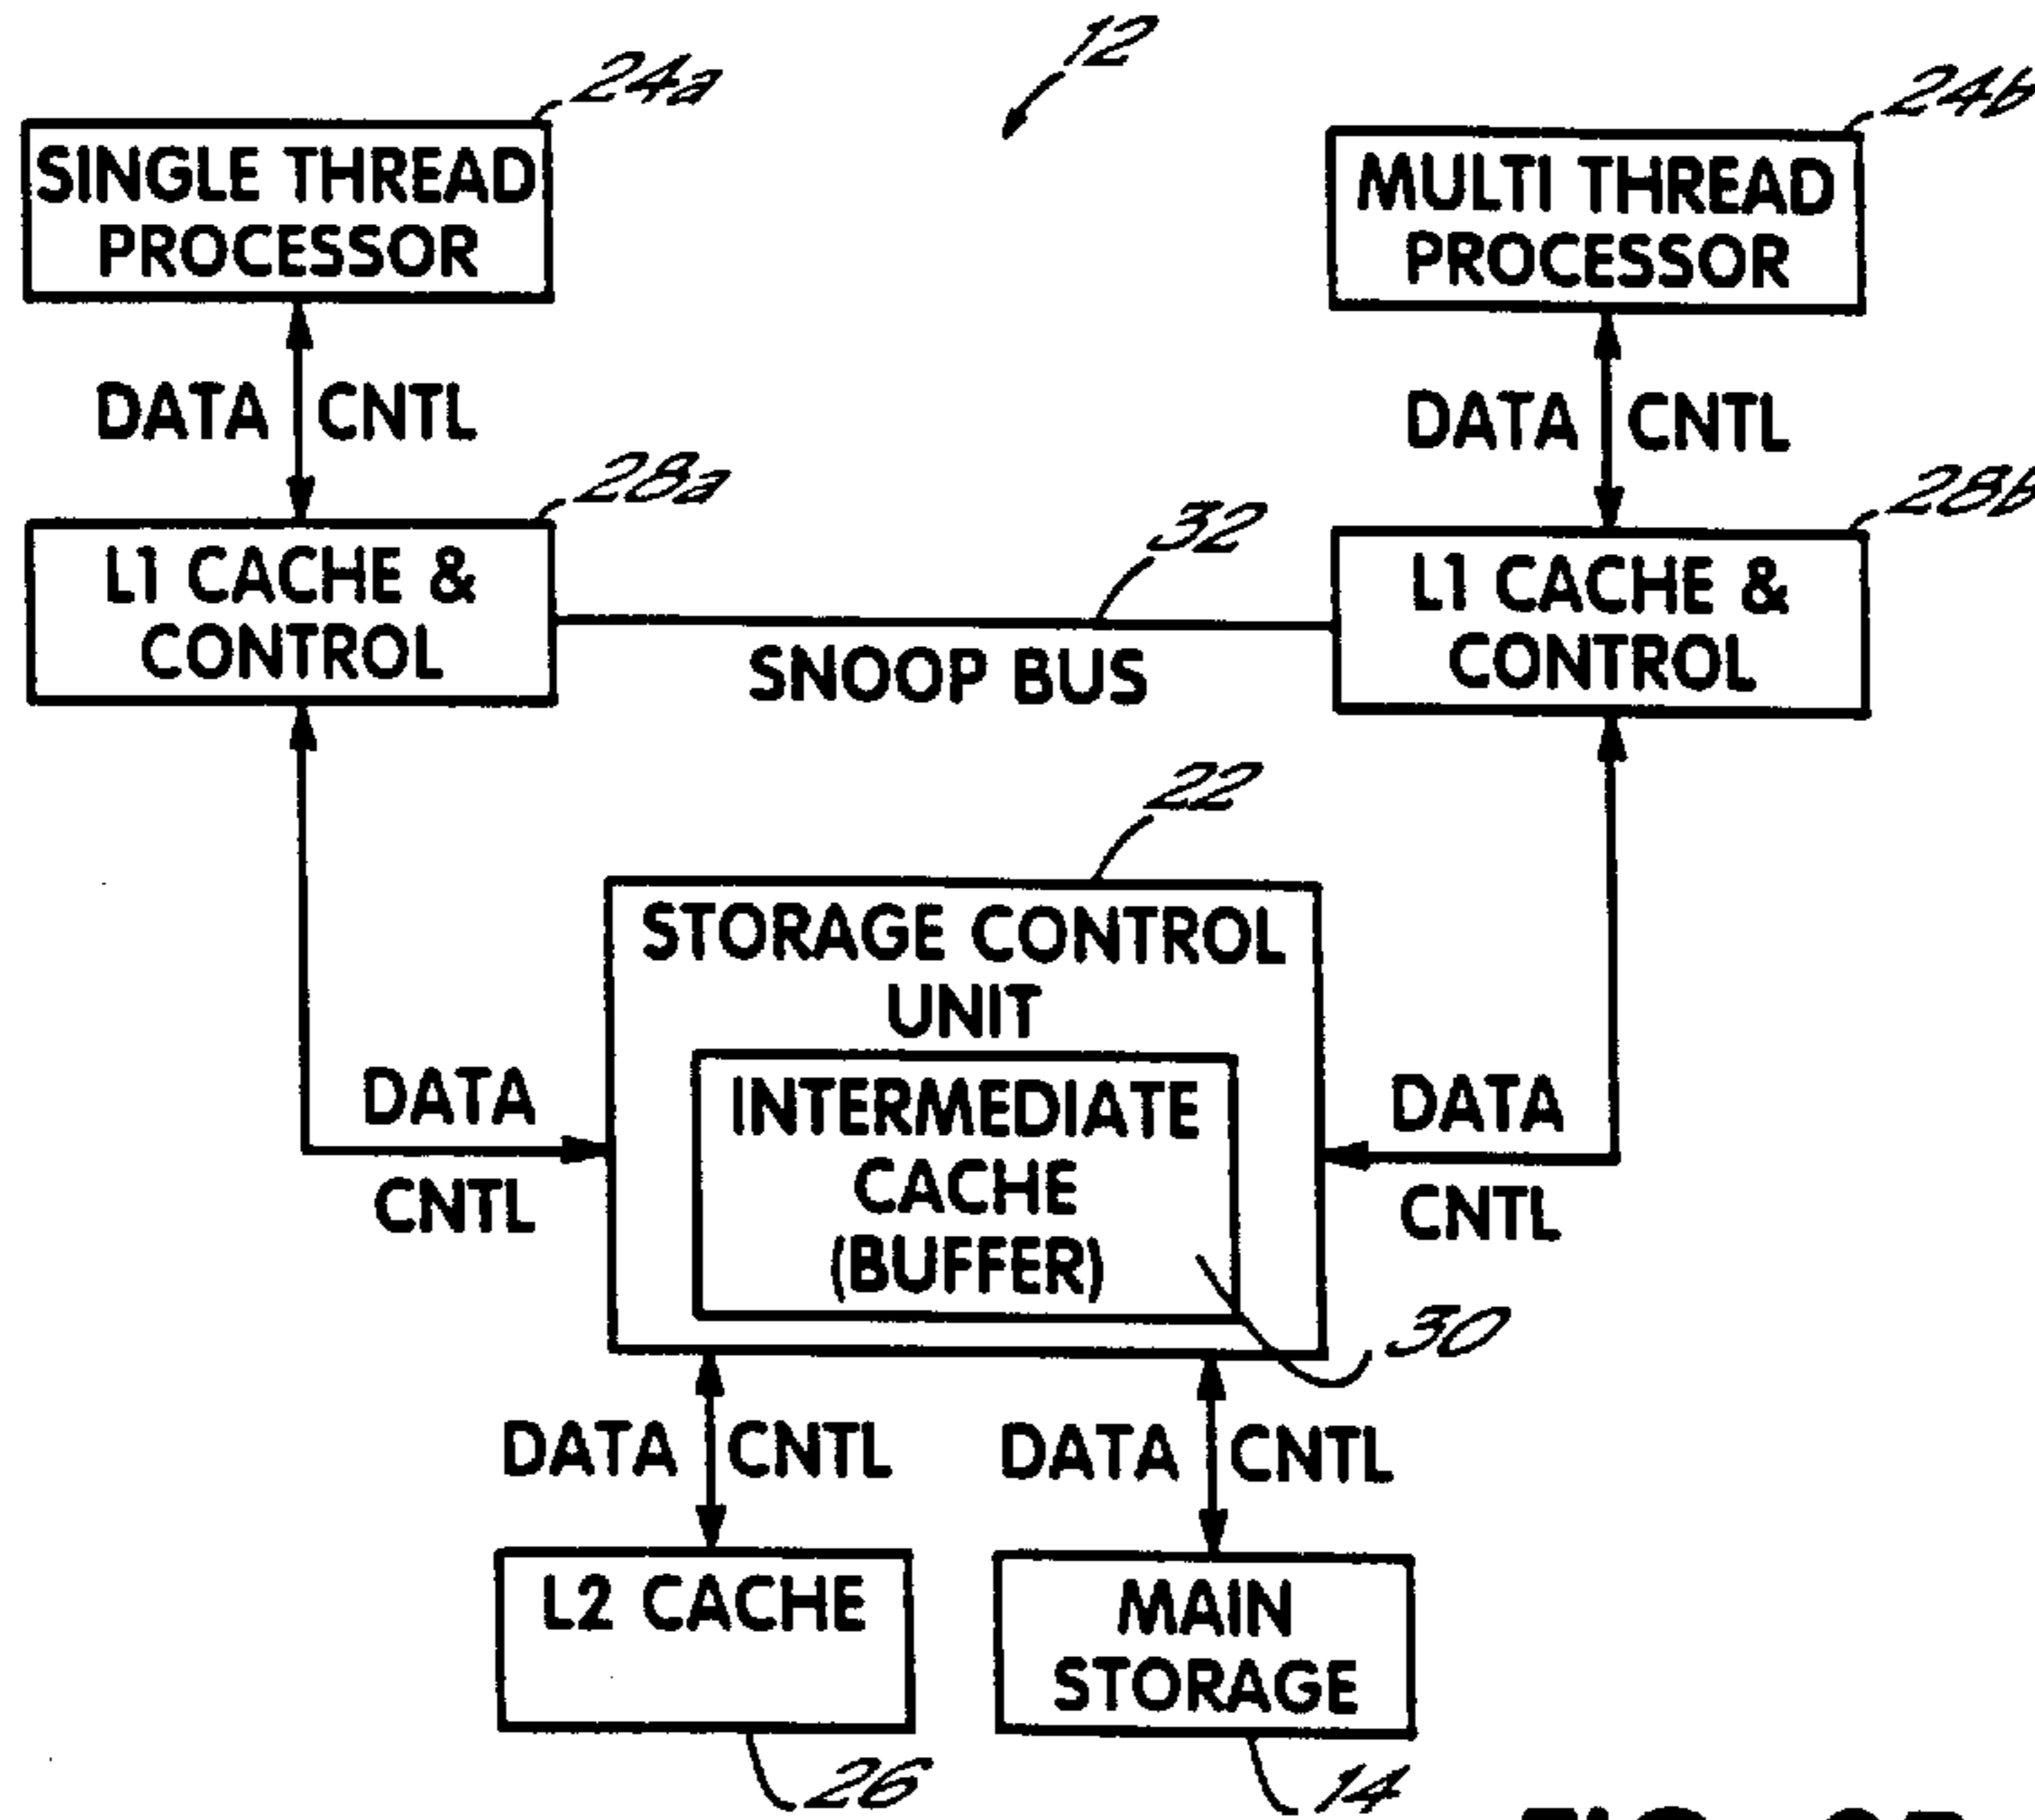 12
24a
24b
SINGLE THREAD
PROCESSOR
MULTI THREAD
PROCESSOR
DATA CNTL
DATA CNTL
28a
28b
L1 CACHE &
CONTROL
32
SNOOP BUS
L1 CACHE &
CONTROL
22
STORAGE CONTROL
UNIT
INTERMEDIATE
CACHE
(BUFFER)
DATA
CNTL
DATA
CNTL
30
DATA CNTL
DATA CNTL
L2 CACHE
MAIN
STORAGE
26
14